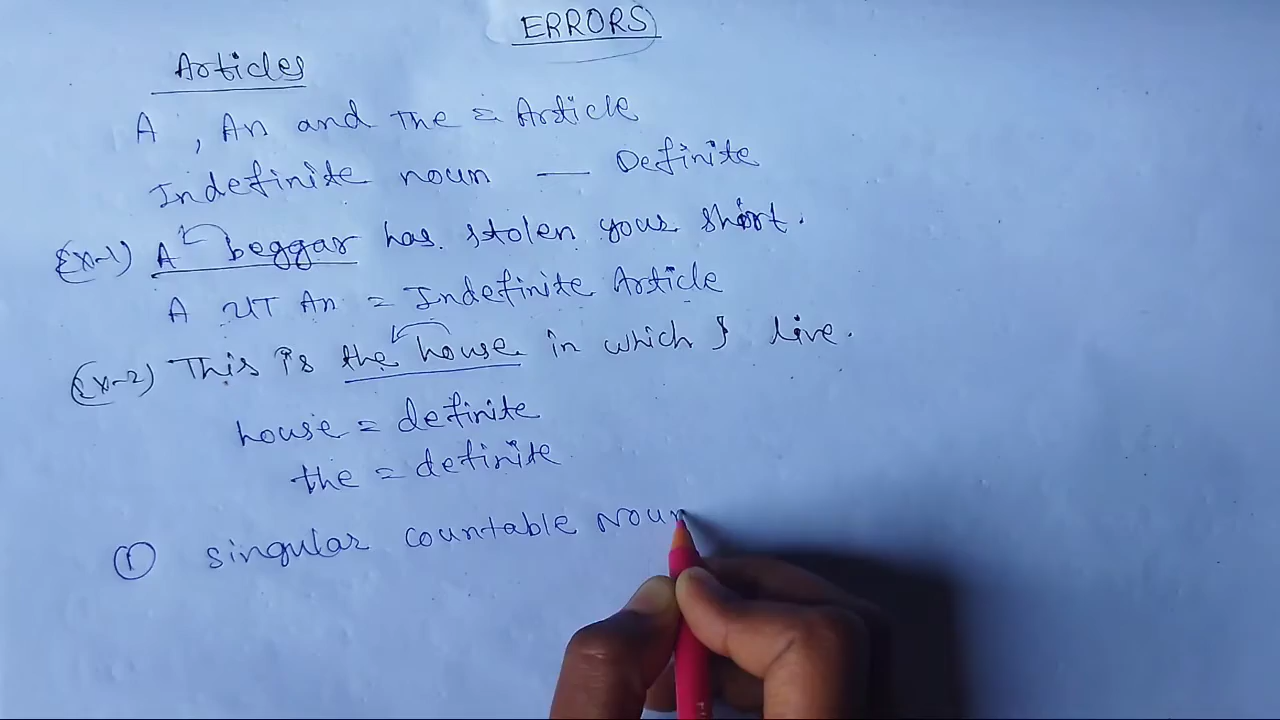 ERRORS
Articles
A , An and The = Article
Indefinite noun — Definite
Ex-1) A beggar has stolen your shirt.
A या An = Indefinite Article
Ex-2) This is the house in which I live.
house = definite
the = definite
① singular countable Noun